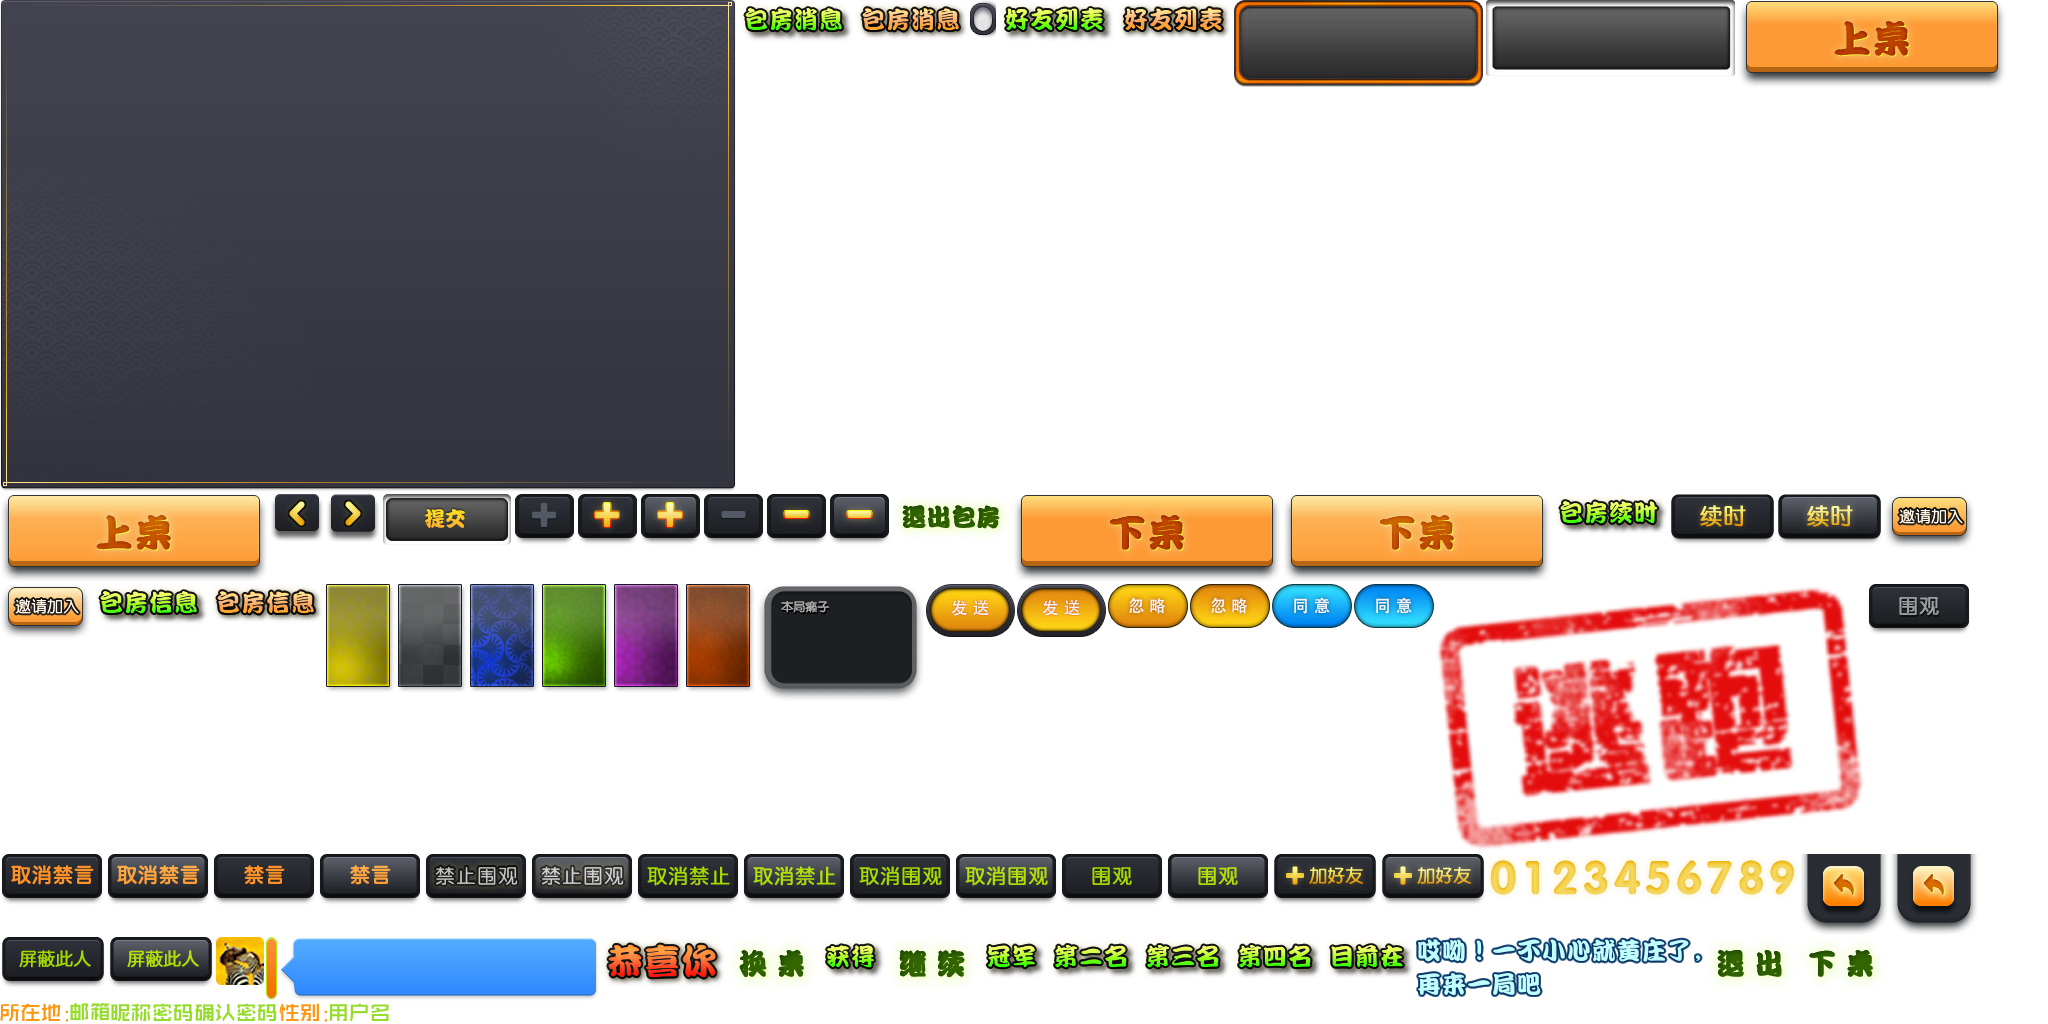 包房消息 包房消息 好友列表 好友列表 上桌
上桌 提交 退出包房 下桌 下桌 包房续时 续时 续时 邀请加入
邀请加入 包房信息 包房信息 本局癞子 发送 发送 忽略 忽略 同意 同意 围观
逃跑
取消禁言 取消禁言 禁言 禁言 禁止围观 禁止围观 取消禁止 取消禁止 取消围观 取消围观 围观 围观 加好友 加好友 0123456789
屏蔽此人 屏蔽此人 恭喜你 换桌 获得 继续 冠军 第二名 第三名 第四名 目前在 哎呦！一不小心就黄庄了， 退出 下桌
再来一局吧
所在地:邮箱昵称密码确认密码性别:用户名